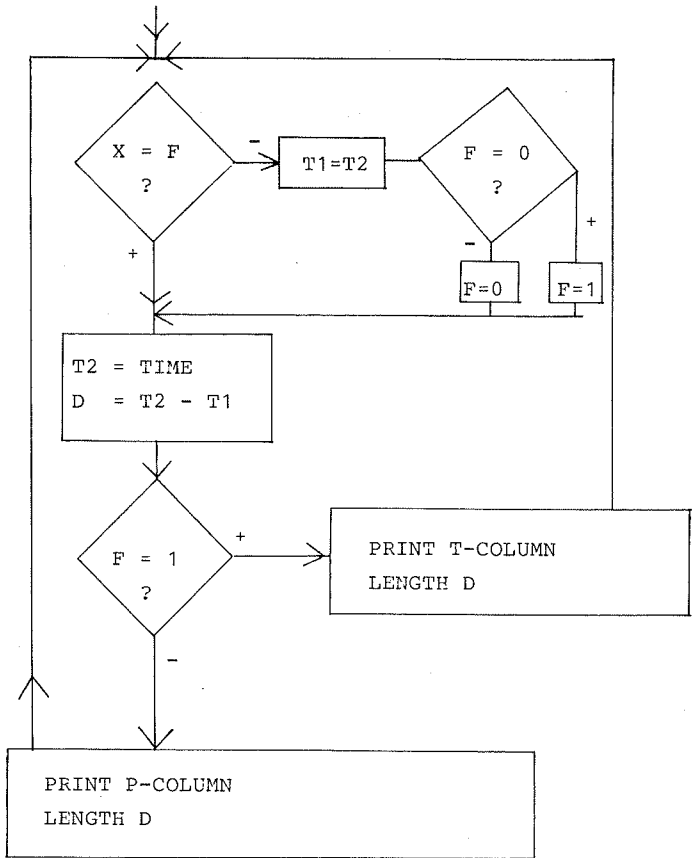 X = F
?
-
T1=T2
F = 0
?
+
-
+
F=0
F=1
T2 = TIME
D = T2 - T1
F = 1
?
+
PRINT T-COLUMN
LENGTH D
-
PRINT P-COLUMN
LENGTH D